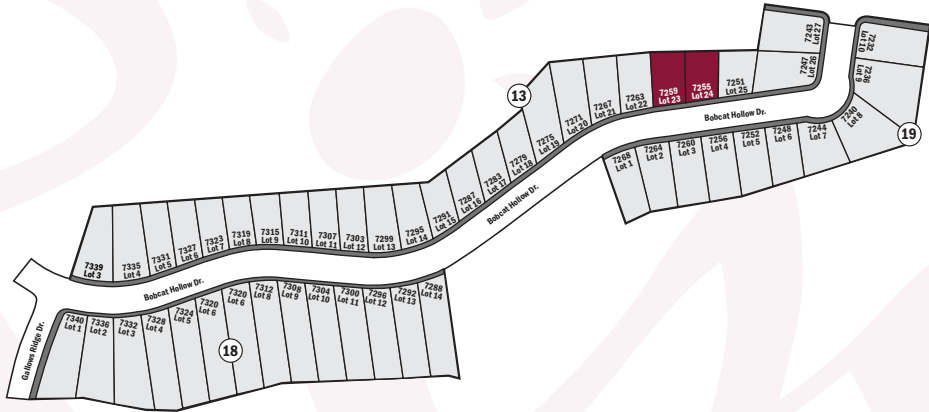 7243
Lot 27
7247
Lot 26
7232
Lot 10
7236
Lot 9
7240
Lot 8
19
13
7251
Lot 25
7255
Lot 24
7259
Lot 23
7263
Lot 22
7267
Lot 21
7271
Lot 20
7275
Lot 19
7279
Lot 18
7283
Lot 17
7287
Lot 16
7291
Lot 15
7295
Lot 14
7299
Lot 13
7303
Lot 12
7307
Lot 11
7311
Lot 10
7315
Lot 9
7319
Lot 8
7323
Lot 7
7327
Lot 6
7331
Lot 5
7335
Lot 4
7339
Lot 3
Bobcat Hollow Dr.
Bobcat Hollow Dr.
Bobcat Hollow Dr.
Gallows Ridge Dr.
7268
Lot 1
7264
Lot 2
7260
Lot 3
7256
Lot 4
7252
Lot 5
7248
Lot 6
7244
Lot 7
7340
Lot 1
7336
Lot 2
7332
Lot 3
7328
Lot 4
7324
Lot 5
7320
Lot 6
7320
Lot 6
7312
Lot 8
7308
Lot 9
7304
Lot 10
7300
Lot 11
7296
Lot 12
7292
Lot 13
7288
Lot 14
18